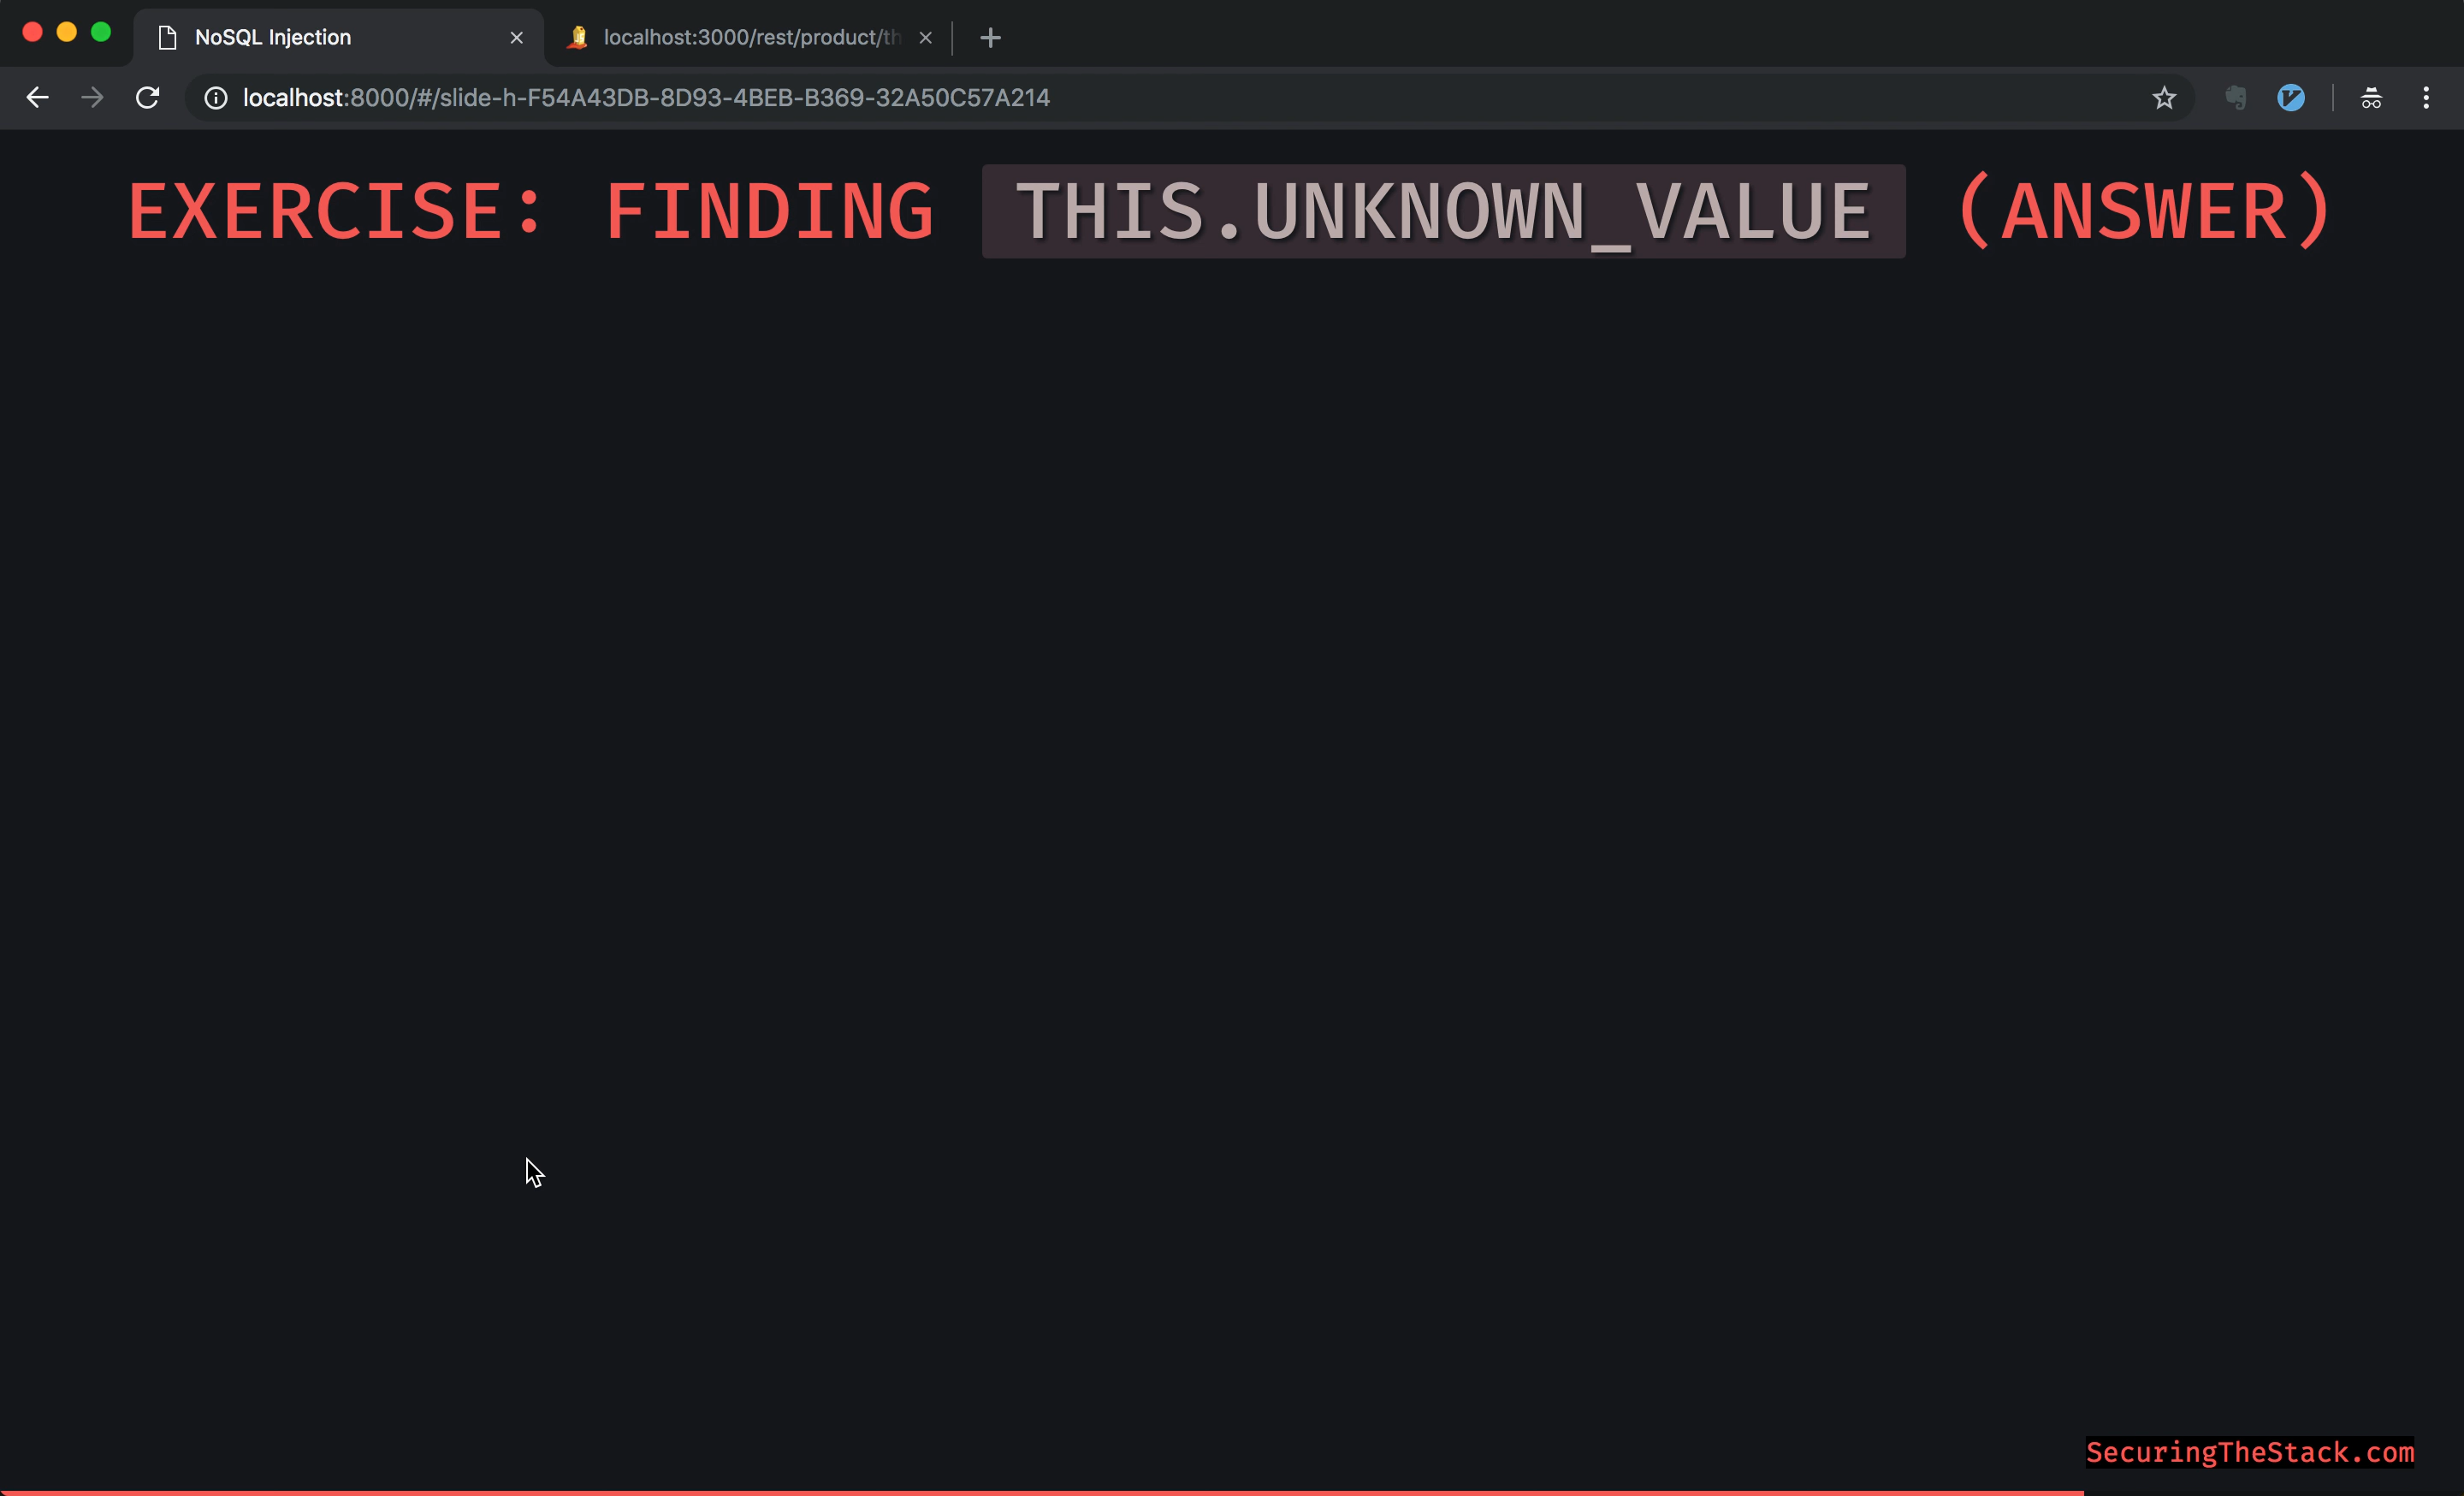 NoSQL Injection
localhost:3000/rest/product/th
localhost:8000/#/slide-h-F54A43DB-8D93-4BEB-B369-32A50C57A214
EXERCISE: FINDING THIS.UNKNOWN_VALUE (ANSWER)
SecuringTheStack.com